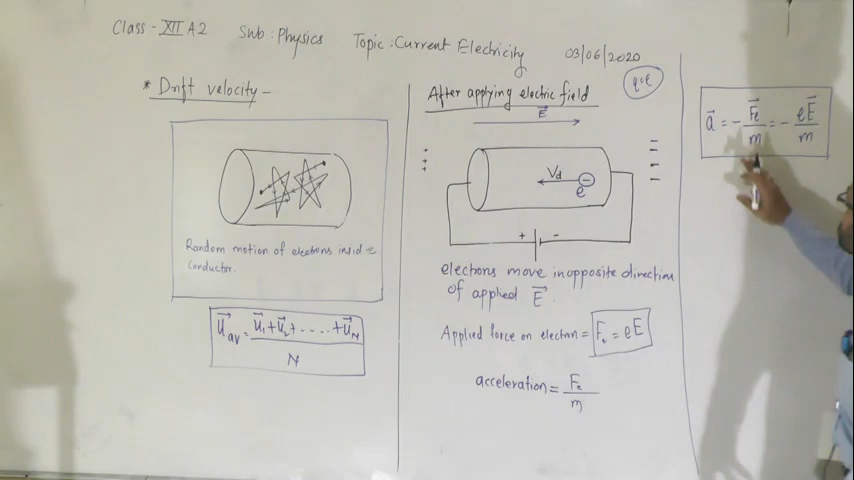 Class - XII A2 Sub : Physics Topic : Current Electricity 03/06/2020
* Drift velocity -
Random motion of electrons inside
Conductor.
U⃗av = (U⃗1 + U⃗2 + ..... + U⃗N) / N
After applying electric field
q=e
E⃗
+ + +
- - - -
Vd
e
-
+ -
electrons move in opposite direction
of applied E⃗.
Applied force on electron = Fe = eE⃗
acceleration = Fe / m
a⃗ = - F⃗e / m = - eE⃗ / m